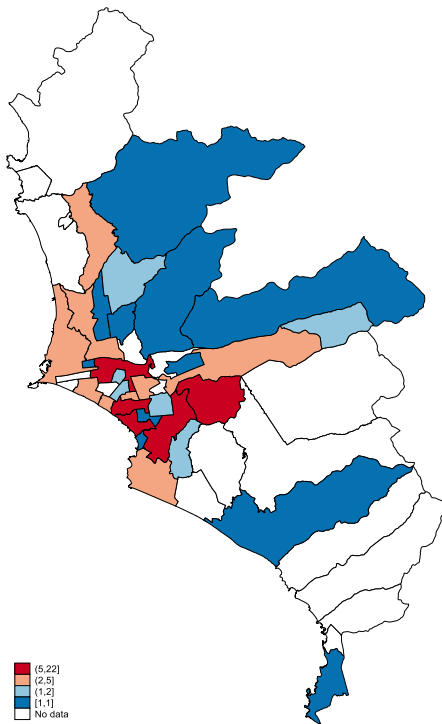 (5,22]
(2,5]
(1,2]
[1,1]
No data